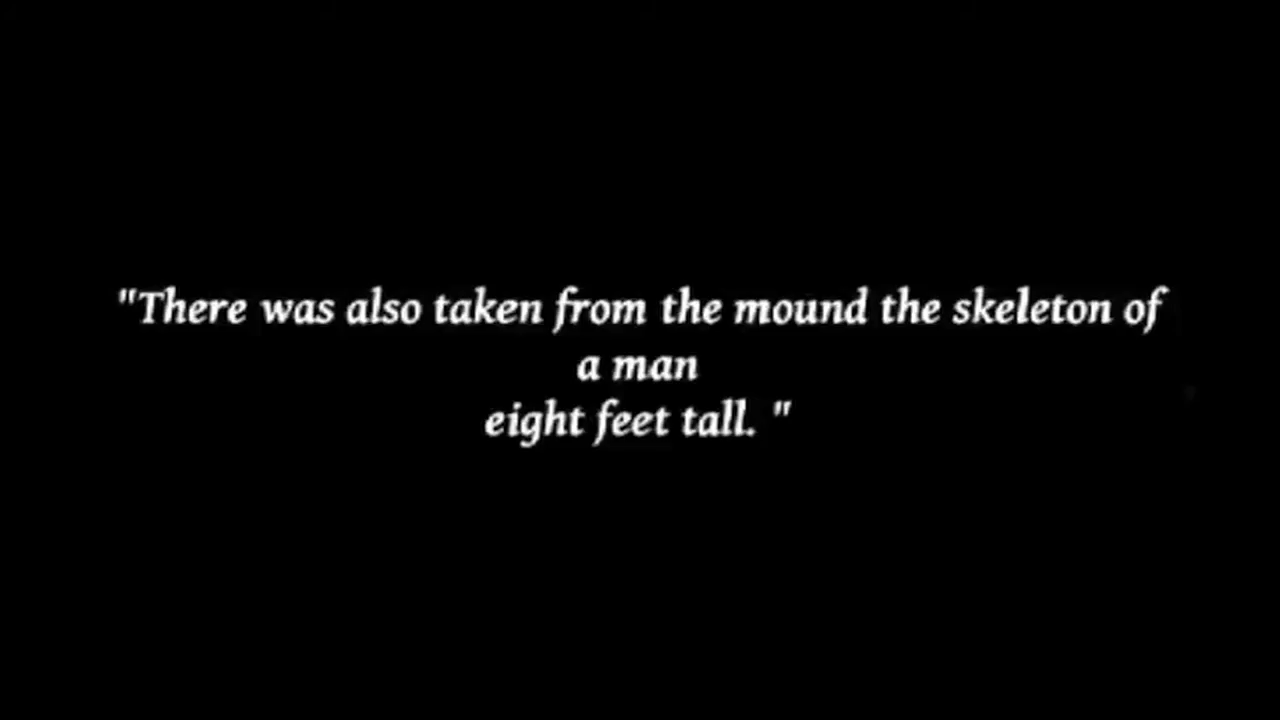 "There was also taken from the mound the skeleton of
a man
eight feet tall. "